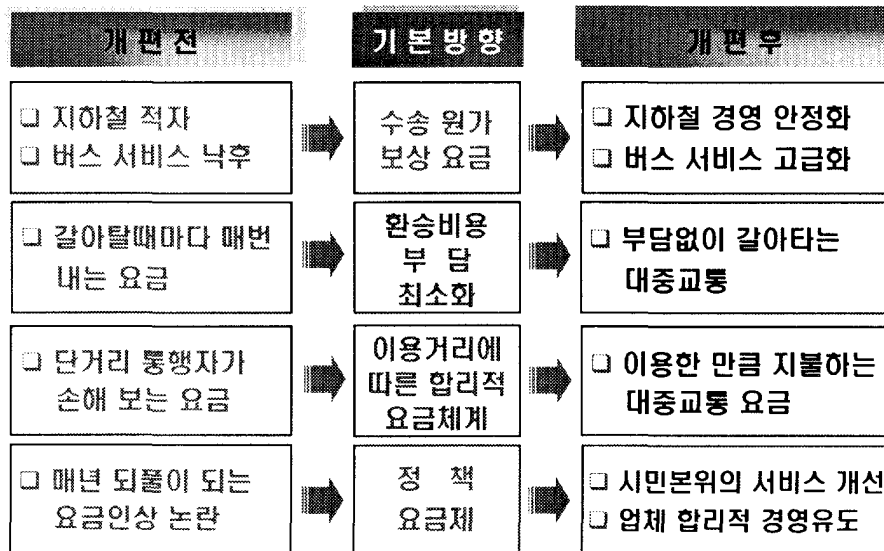 개편전
기본방향
개편후
❑ 지하철 적자
❑ 버스 서비스 낙후
수송 원가
보상 요금
❑ 지하철 경영 안정화
❑ 버스 서비스 고급화
❑ 갈아탈때마다 매번
내는 요금
환승비용
부 담
최소화
❑ 부담없이 갈아타는
대중교통
❑ 단거리 통행자가
손해 보는 요금
이용거리에
따른 합리적
요금체계
❑ 이용한 만큼 지불하는
대중교통 요금
❑ 매년 되풀이 되는
요금인상 논란
정 책
요금제
❑ 시민본위의 서비스 개선
❑ 업체 합리적 경영유도